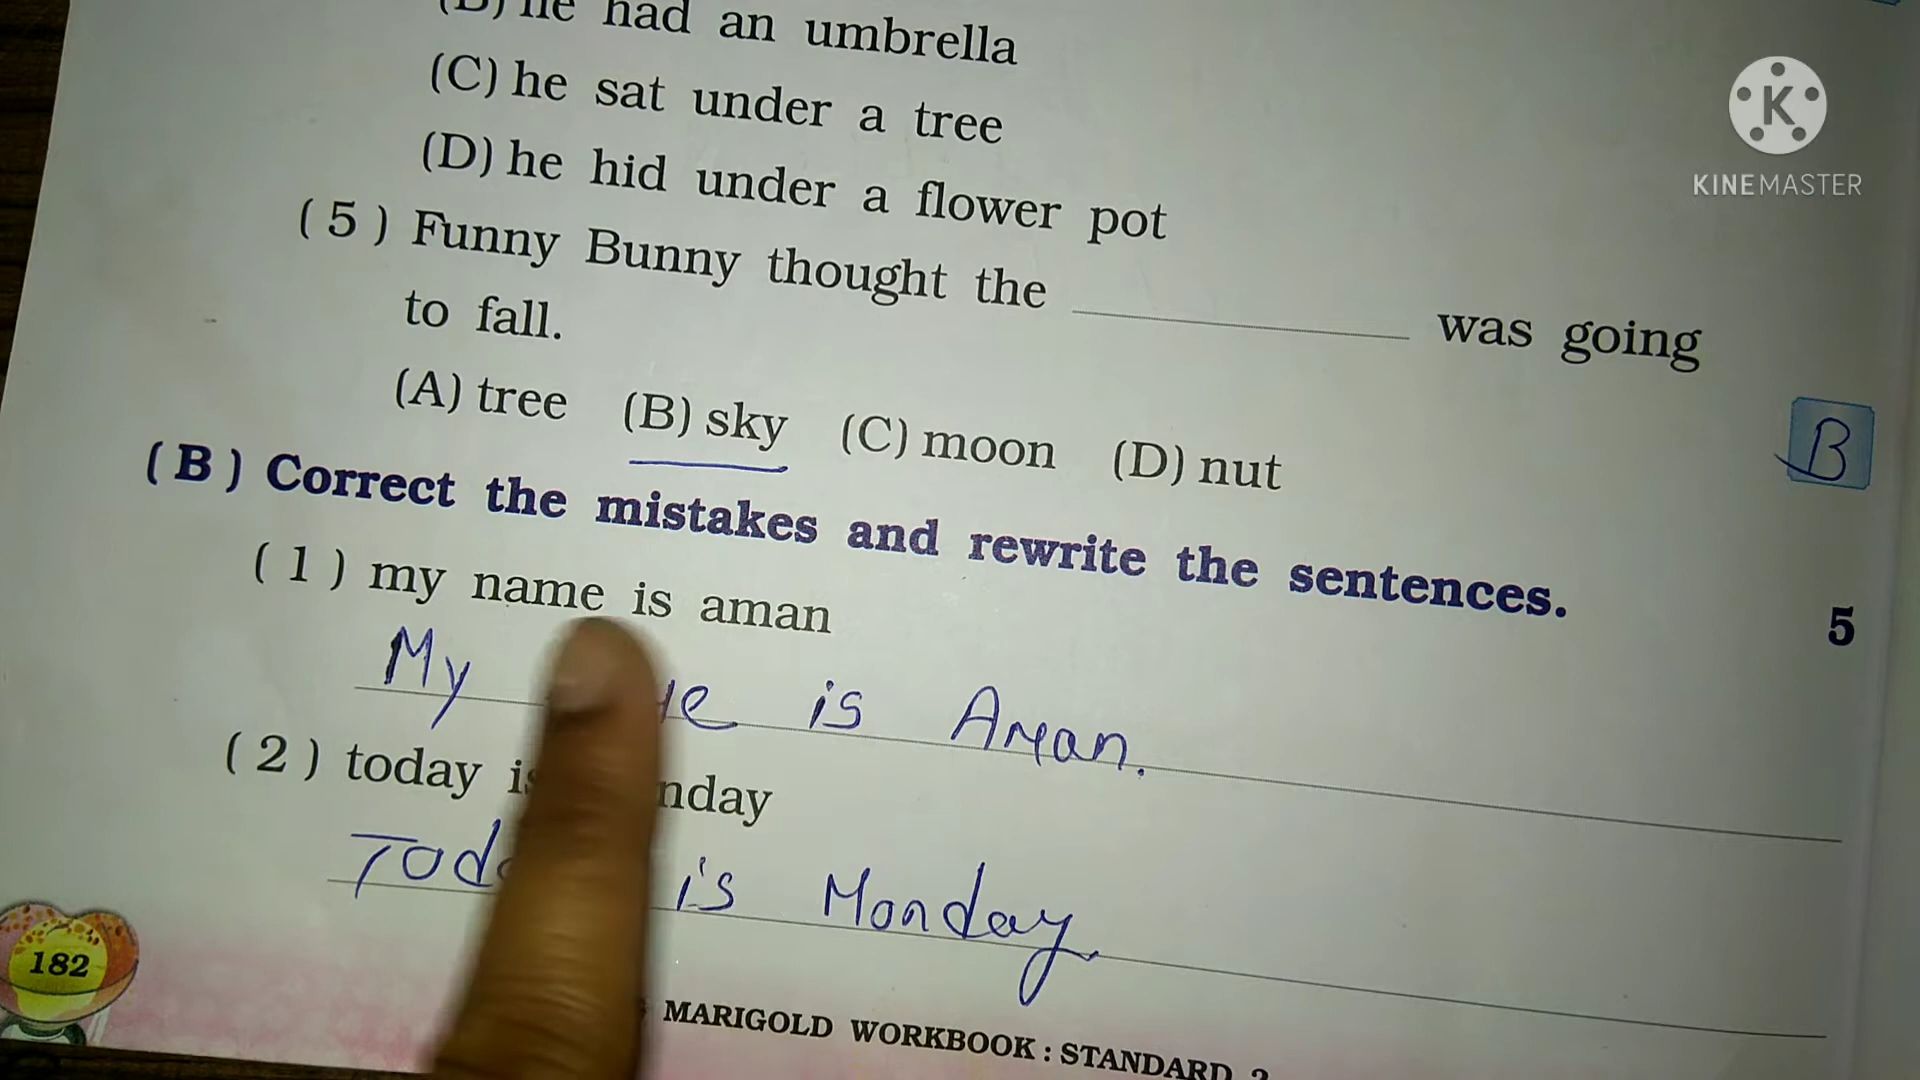 he had an umbrella
(C) he sat under a tree
(D) he hid under a flower pot
(5) Funny Bunny thought the ____________ was going
to fall.
(A) tree (B) sky (C) moon (D) nut
B
(B) Correct the mistakes and rewrite the sentences.
5
(1) my name is aman
My is Aman.
(2) today
is Monday.
182
MARIGOLD WORKBOOK : STANDARD
KINEMASTER